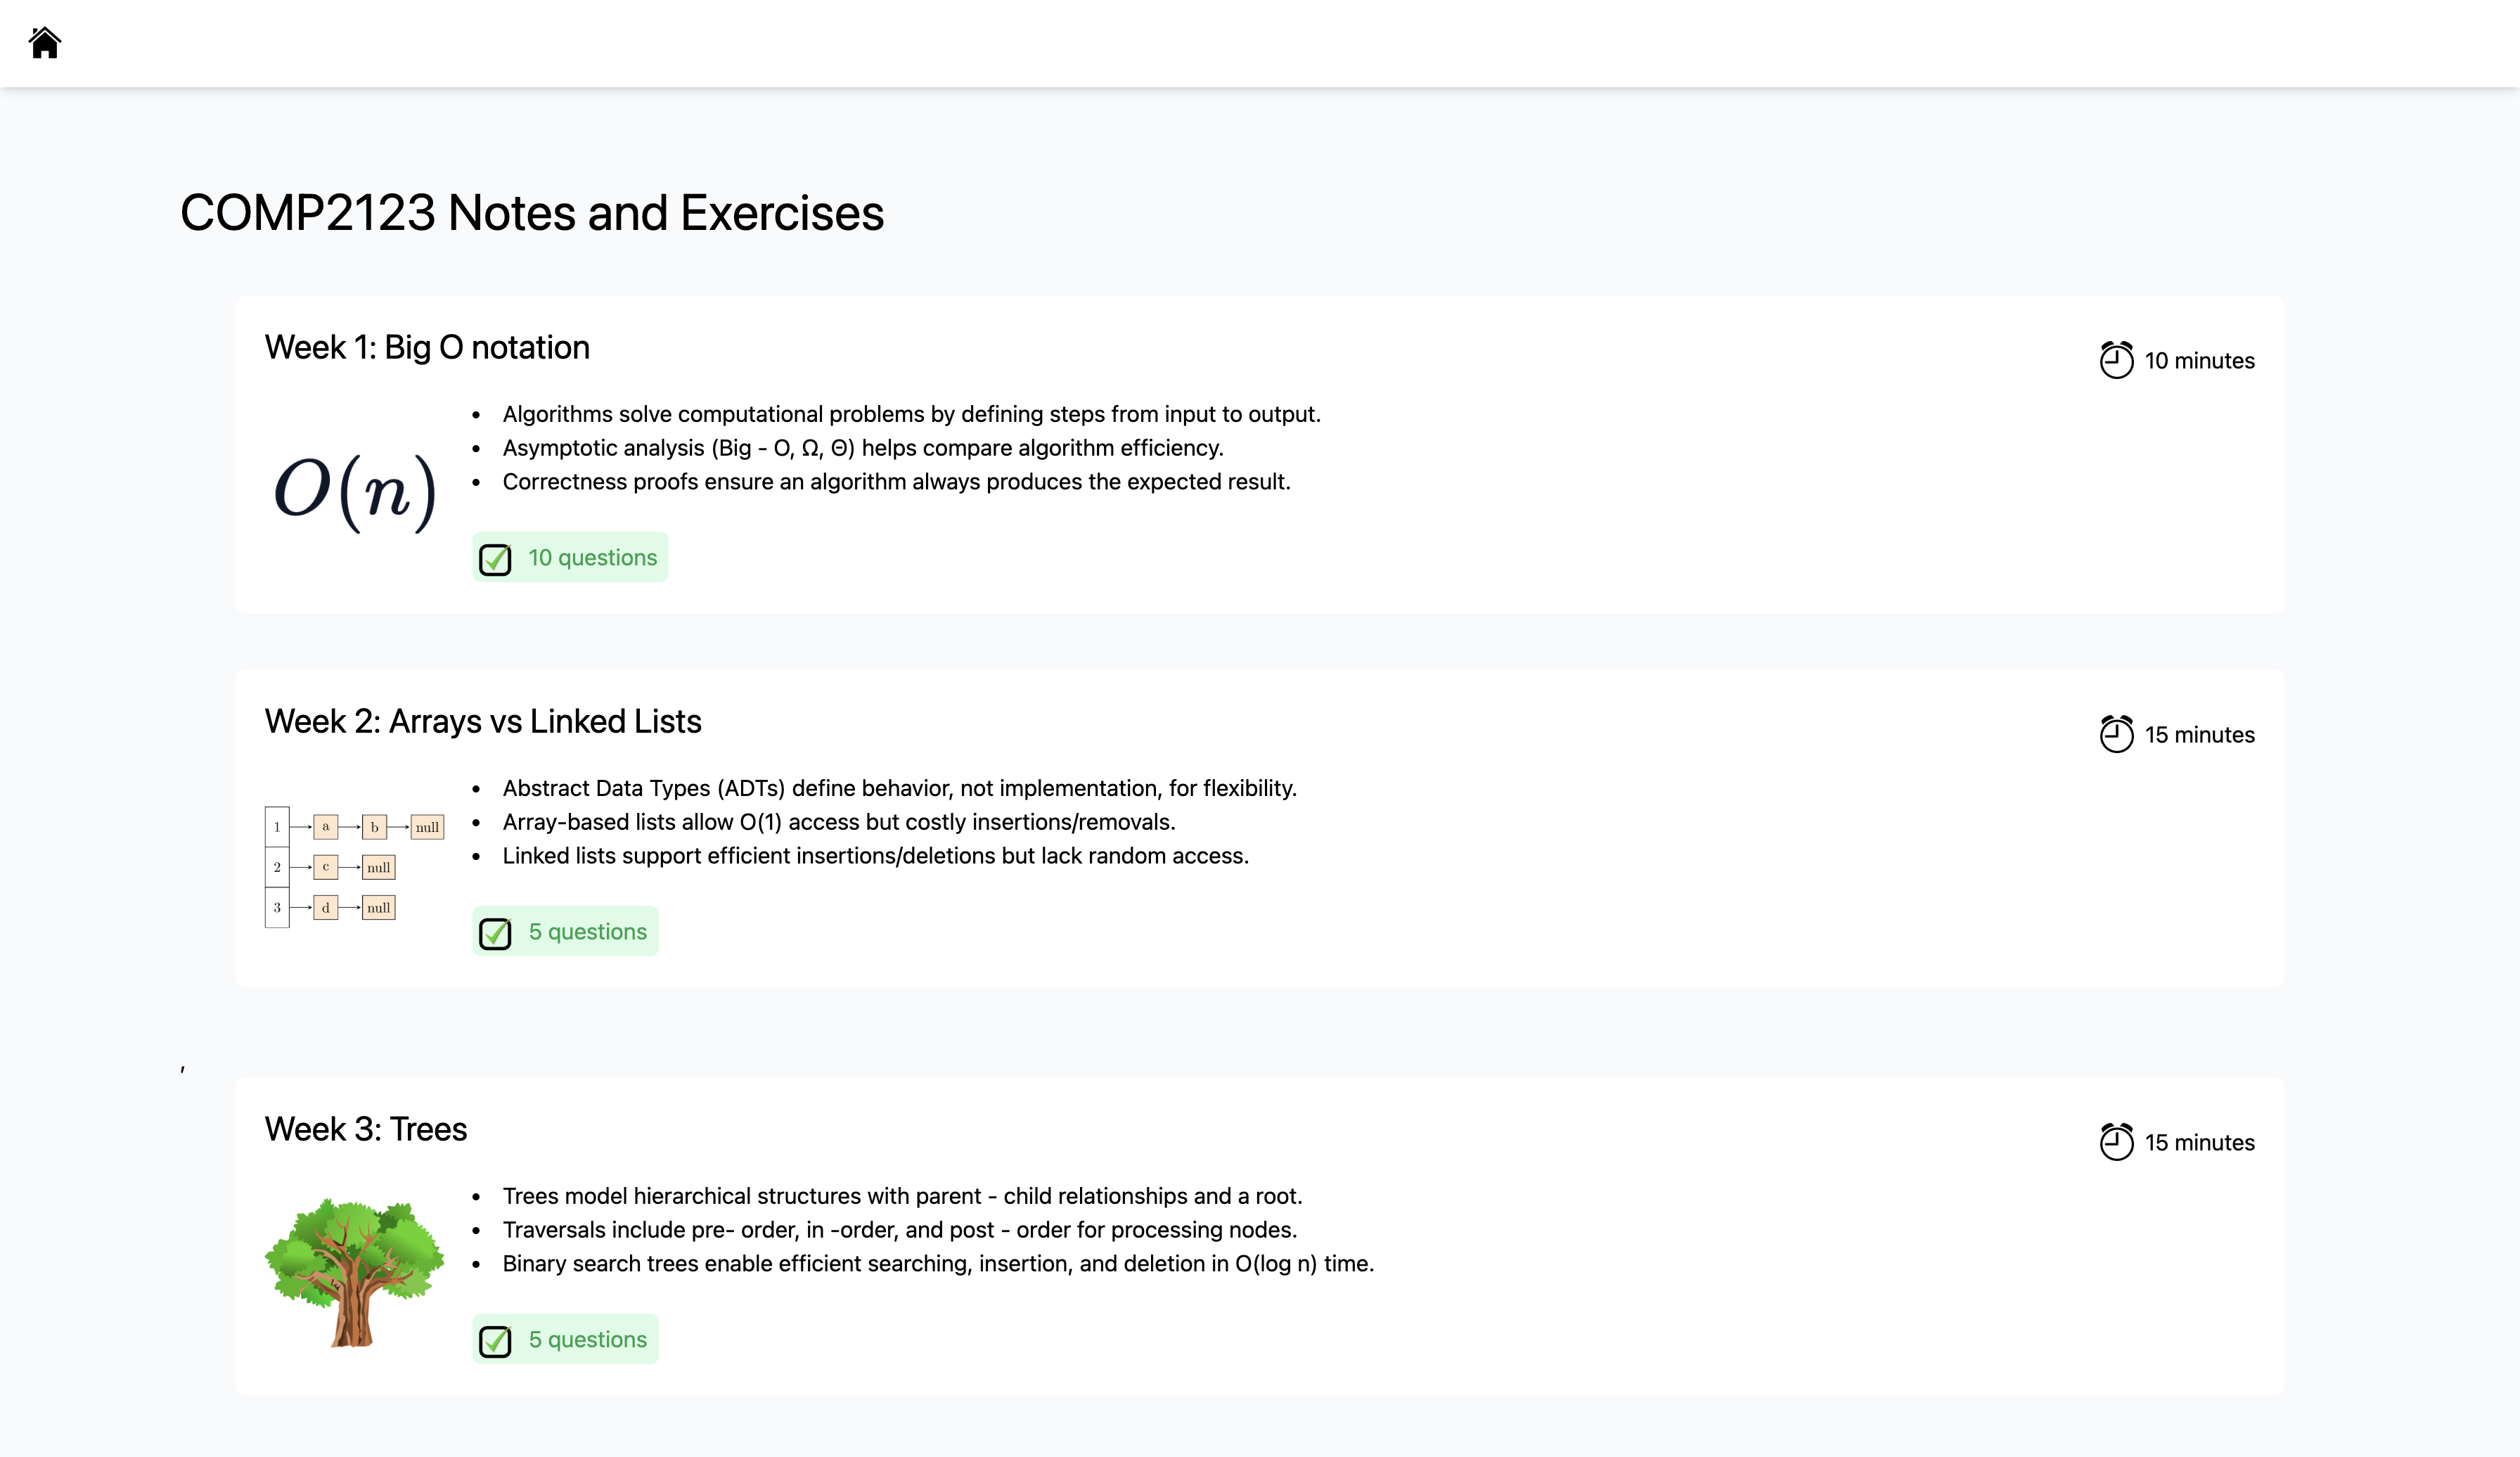 COMP2123 Notes and Exercises
Week 1: Big O notation
10 minutes
O(n)
• Algorithms solve computational problems by defining steps from input to output.
• Asymptotic analysis (Big - O, Ω, Θ) helps compare algorithm efficiency.
• Correctness proofs ensure an algorithm always produces the expected result.
10 questions
Week 2: Arrays vs Linked Lists
15 minutes
1 a b null
2 c null
3 d null
• Abstract Data Types (ADTs) define behavior, not implementation, for flexibility.
• Array-based lists allow O(1) access but costly insertions/removals.
• Linked lists support efficient insertions/deletions but lack random access.
5 questions
,
Week 3: Trees
15 minutes
• Trees model hierarchical structures with parent - child relationships and a root.
• Traversals include pre- order, in -order, and post - order for processing nodes.
• Binary search trees enable efficient searching, insertion, and deletion in O(log n) time.
5 questions